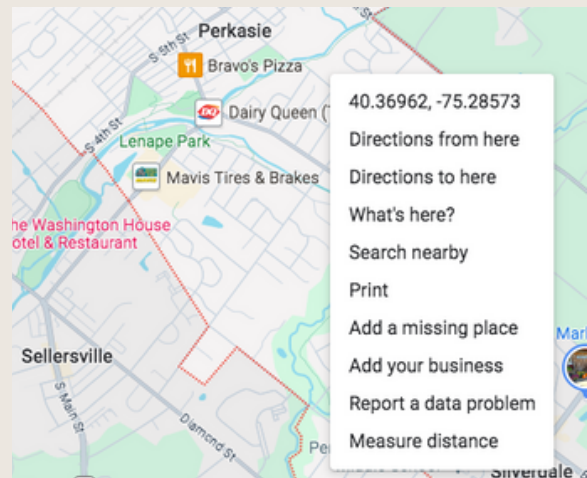 Perkasie
S 5th St
Bravo's Pizza
Dairy Queen (
S 4th St
Lenape Park
Mavis Tires & Brakes
he Washington House
otel & Restaurant
Sellersville
S Main St
Diamond St
40.36962, -75.28573
Directions from here
Directions to here
What's here?
Search nearby
Print
Add a missing place
Add your business
Report a data problem
Measure distance
Mar
Pe
Silverdale